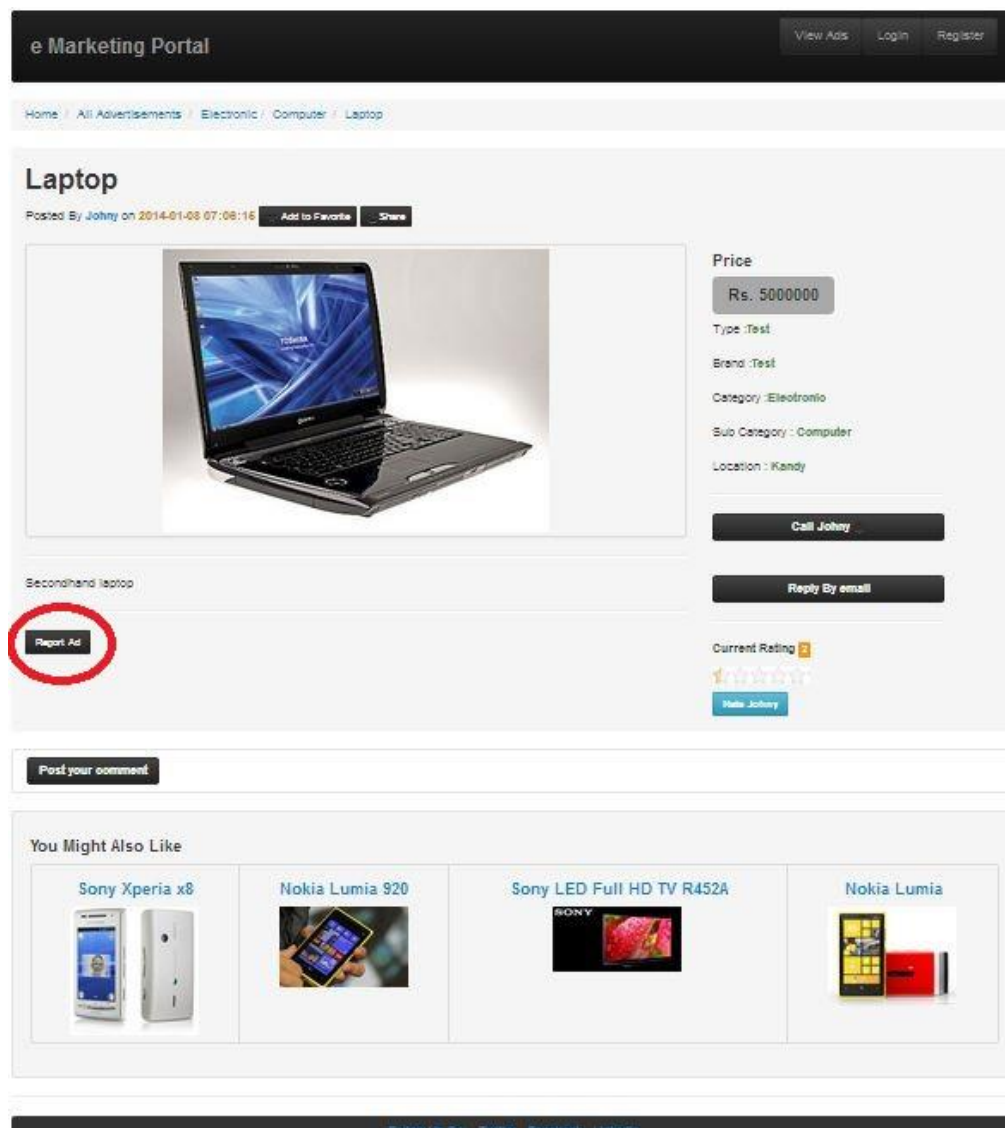 e Marketing Portal
View Ads Login Register
Home / All Advertisements / Electronic / Computer / Laptop
Laptop
Posted By Johny on 2014-01-08 07:06:16 Add to Favorite Share
TOSHIBA
Price
Rs. 5000000
Type :Test
Brand :Test
Category :Electronic
Sub Category : Computer
Location : Kandy
Call Johny
Reply By email
Secondhand laptop
Report Ad
Current Rating 2
Rate Johny
Post your comment
You Might Also Like
Sony Xperia x8
Nokia Lumia 920
Sony LED Full HD TV R452A
Nokia Lumia
SONY